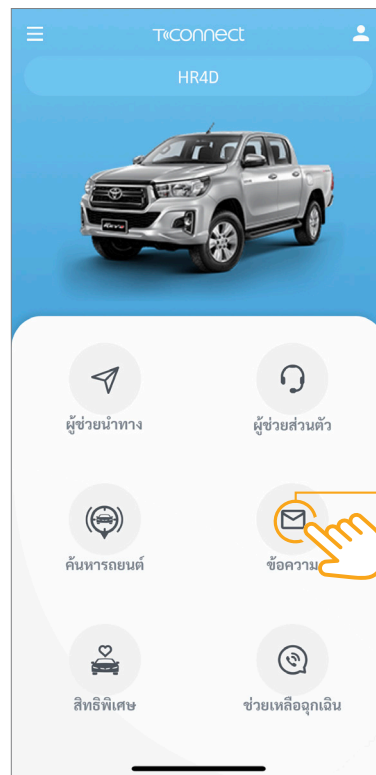 T-connect
HR4D
ผู้ช่วยนำทาง
ผู้ช่วยส่วนตัว
ค้นหารถยนต์
ข้อความ
สิทธิพิเศษ
ช่วยเหลือฉุกเฉิน